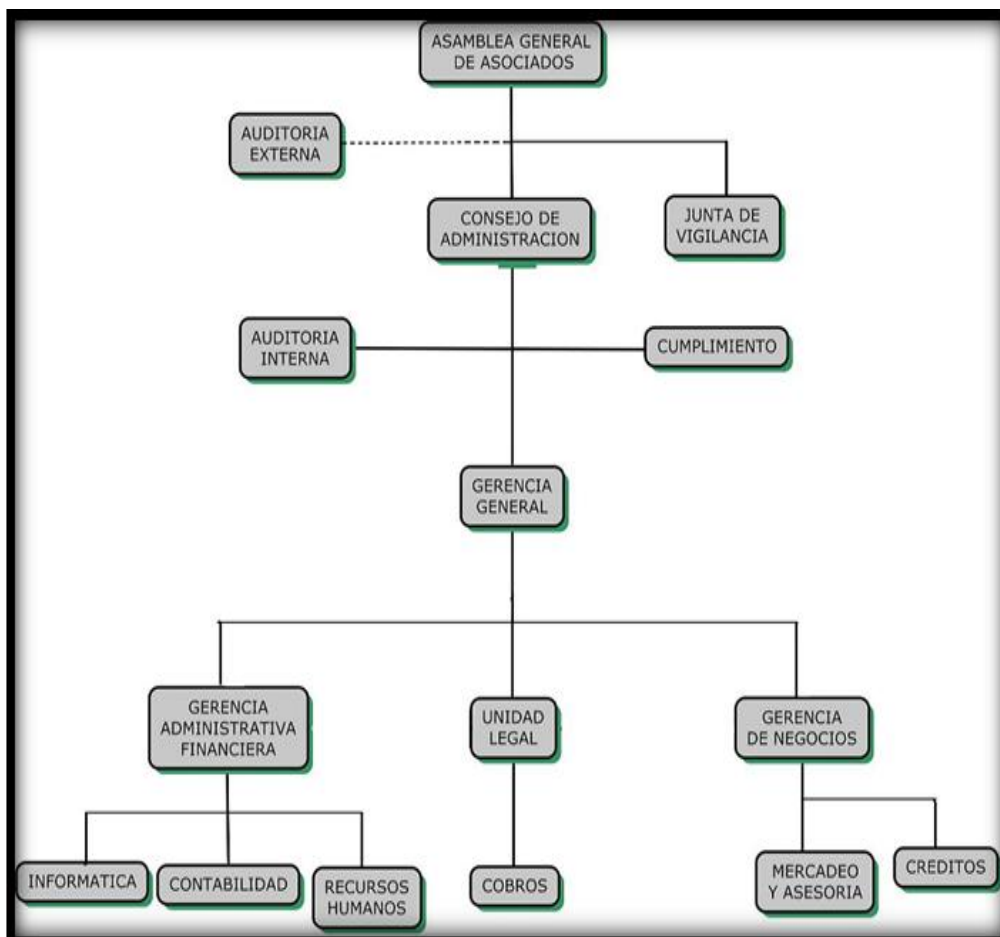 ASAMBLEA GENERAL
DE ASOCIADOS
AUDITORIA
EXTERNA
CONSEJO DE
ADMINISTRACION
JUNTA DE
VIGILANCIA
AUDITORIA
INTERNA
CUMPLIMIENTO
GERENCIA
GENERAL
GERENCIA
ADMINISTRATIVA
FINANCIERA
UNIDAD
LEGAL
GERENCIA
DE NEGOCIOS
INFORMATICA
CONTABILIDAD
RECURSOS
HUMANOS
COBROS
MERCADEO
Y ASESORIA
CREDITOS